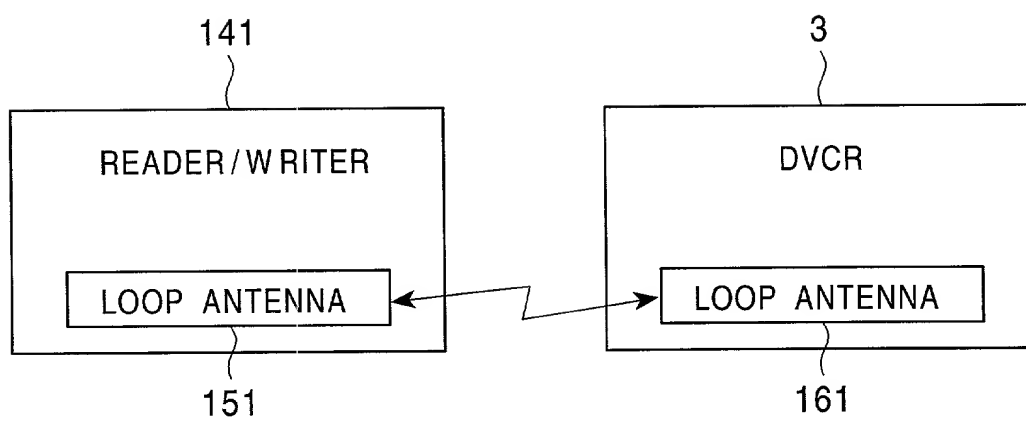 141
3
READER/WRITER
DVCR
LOOP ANTENNA
LOOP ANTENNA
151
161